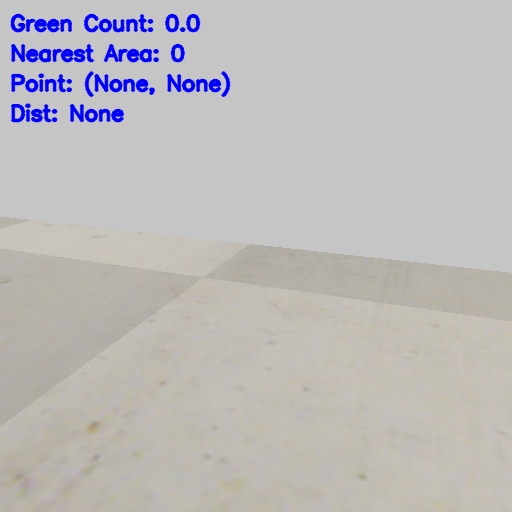 Green Count: 0.0
Nearest Area: 0
Point: (None, None)
Dist: None